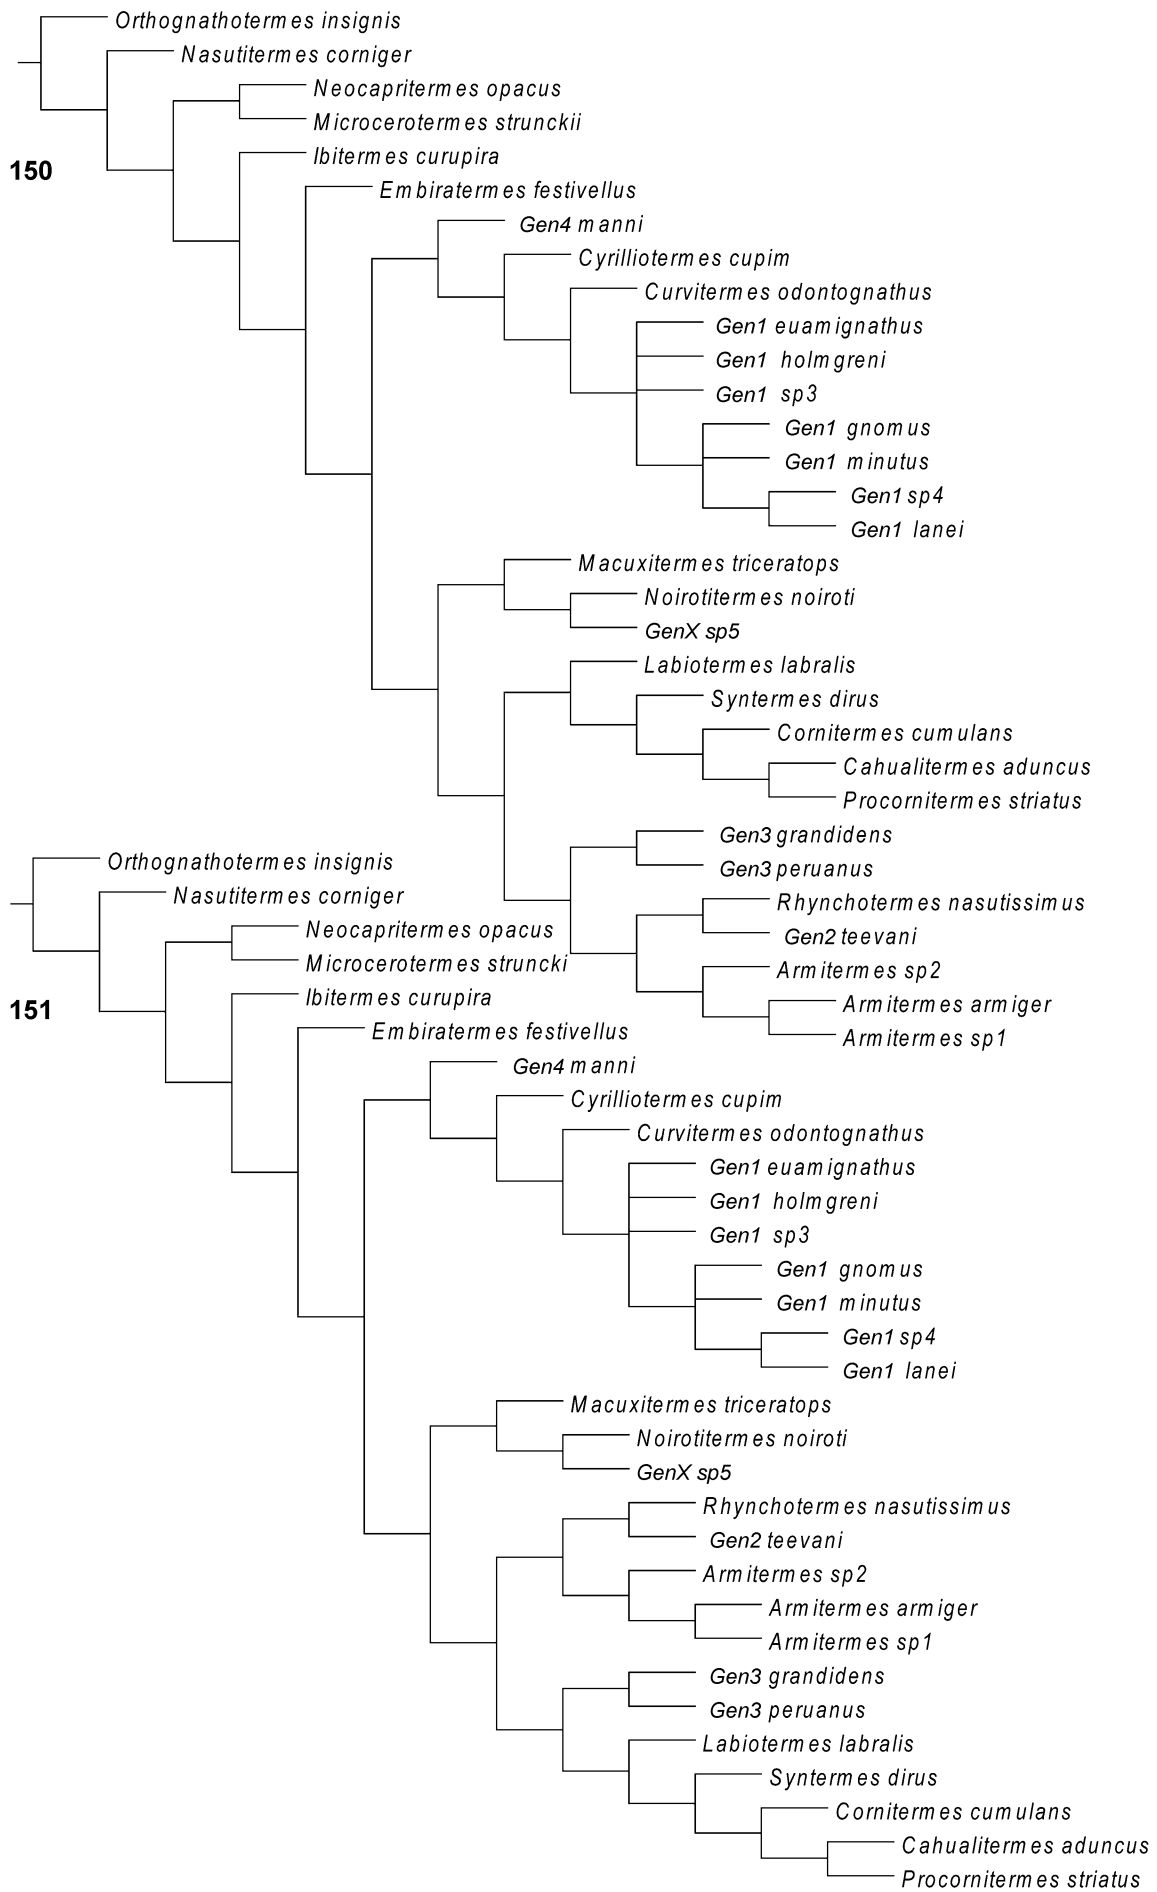 Orthognathotermes insignis
Nasutitermes corniger
Neocapritermes opacus
Microcerotermes strunckii
Ibitermes curupira
150
Embiratermes festivellus
Gen4 manni
Cyrilliotermes cupim
Curvitermes odontognathus
Gen1 euamignathus
Gen1 holmgreni
Gen1 sp3
Gen1 gnomus
Gen1 minutus
Gen1 sp4
Gen1 lanei
Macuxitermes triceratops
Noirotitermes noiroti
GenX sp5
Labiotermes labralis
Syntermes dirus
Cornitermes cumulans
Cahualitermes aduncus
Procornitermes striatus
Gen3 grandidens
Gen3 peruanus
Rhynchotermes nasutissimus
Gen2 teevani
Armitermes sp2
Armitermes armiger
Armitermes sp1
Orthognathotermes insignis
Nasutitermes corniger
Neocapritermes opacus
Microcerotermes struncki
Ibitermes curupira
151
Embiratermes festivellus
Gen4 manni
Cyrilliotermes cupim
Curvitermes odontognathus
Gen1 euamignathus
Gen1 holmgreni
Gen1 sp3
Gen1 gnomus
Gen1 minutus
Gen1 sp4
Gen1 lanei
Macuxitermes triceratops
Noirotitermes noiroti
GenX sp5
Rhynchotermes nasutissimus
Gen2 teevani
Armitermes sp2
Armitermes armiger
Armitermes sp1
Gen3 grandidens
Gen3 peruanus
Labiotermes labralis
Syntermes dirus
Cornitermes cumulans
Cahualitermes aduncus
Procornitermes striatus